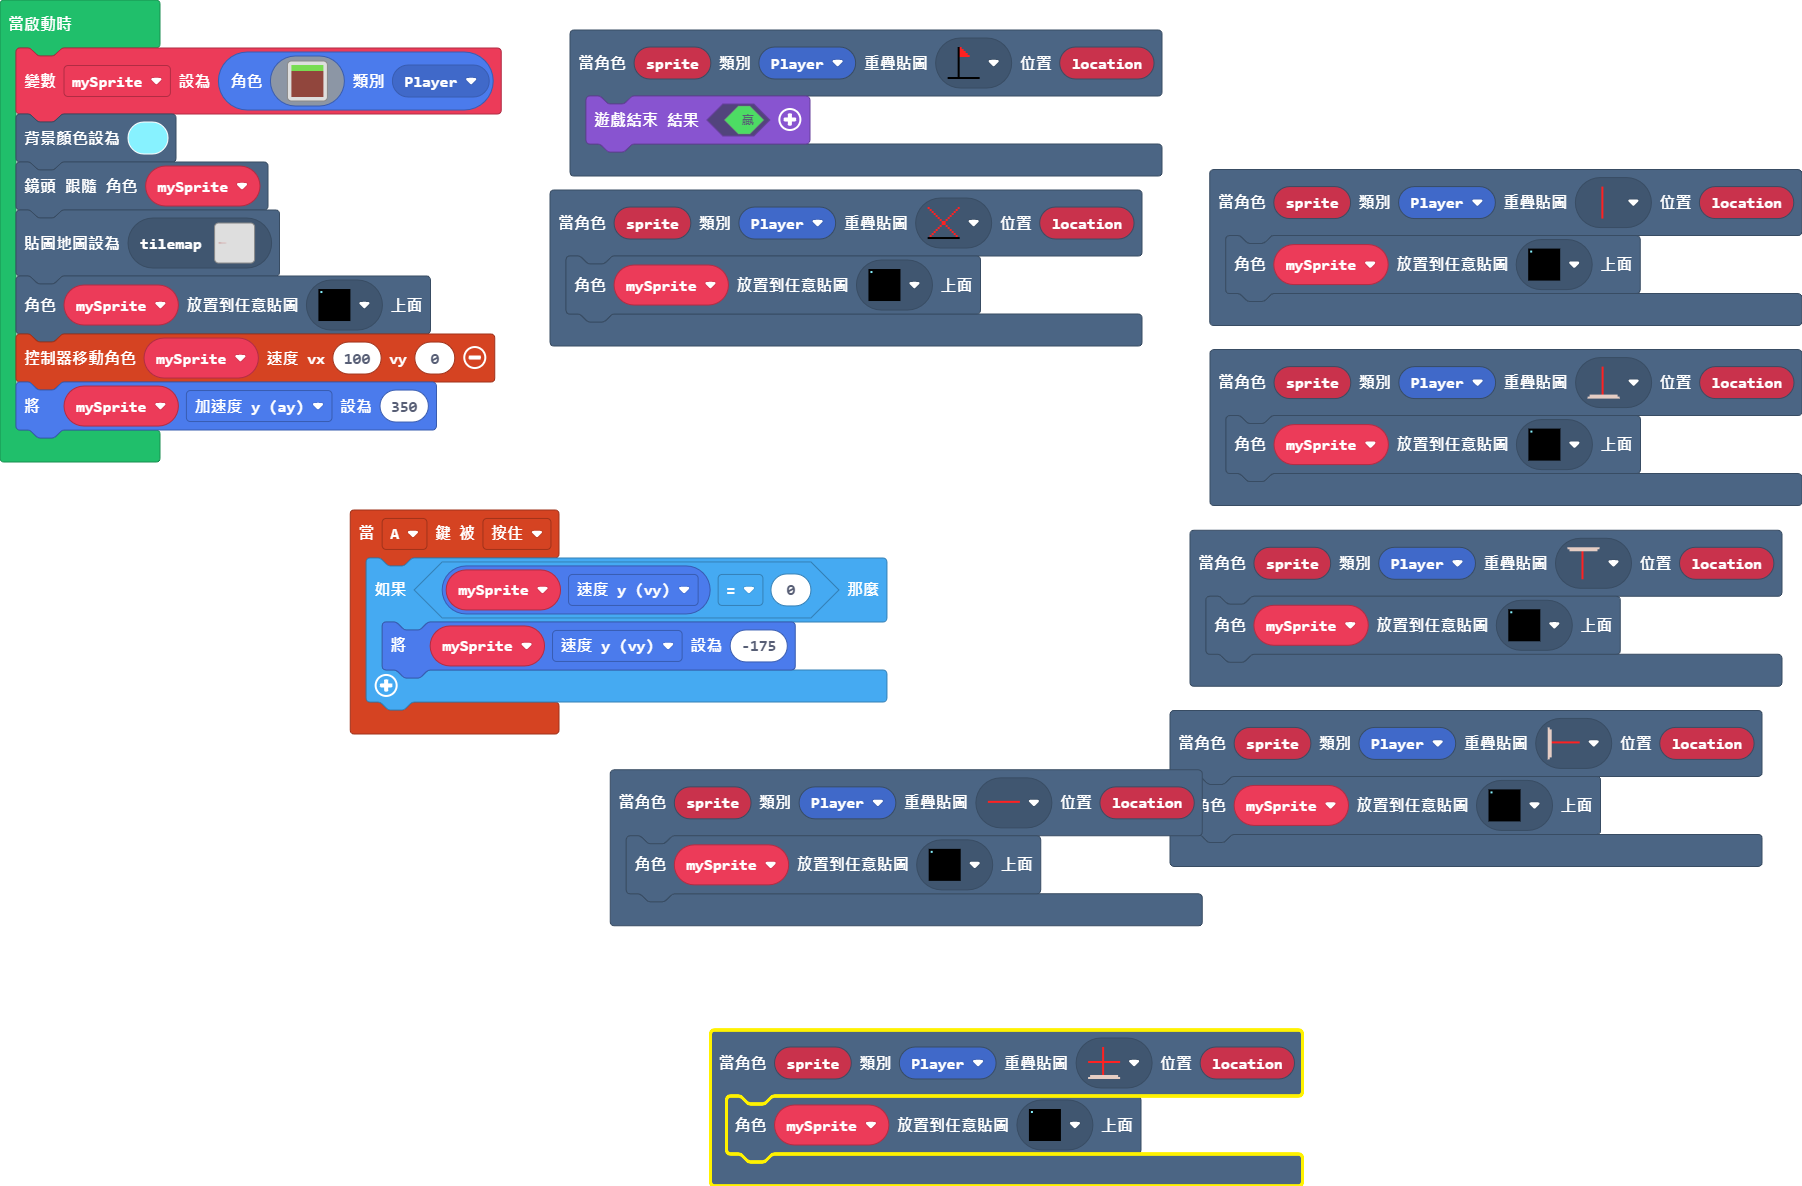 當啟動時
變數 mySprite 設為 角色 類別 Player
背景顏色設為
鏡頭 跟隨 角色 mySprite
貼圖地圖設為 tilemap
角色 mySprite 放置到任意貼圖 上面
控制器移動角色 mySprite 速度 vx 100 vy 0
將 mySprite 加速度 y (ay) 設為 350
當角色 sprite 類別 Player 重疊貼圖 位置 location
遊戲結束 結果 贏
當角色 sprite 類別 Player 重疊貼圖 位置 location
角色 mySprite 放置到任意貼圖 上面
當角色 sprite 類別 Player 重疊貼圖 位置 location
角色 mySprite 放置到任意貼圖 上面
當角色 sprite 類別 Player 重疊貼圖 位置 location
角色 mySprite 放置到任意貼圖 上面
當 A 鍵 被 按住
如果 mySprite 速度 y (vy) = 0 那麼
將 mySprite 速度 y (vy) 設為 -175
當角色 sprite 類別 Player 重疊貼圖 位置 location
角色 mySprite 放置到任意貼圖 上面
當角色 sprite 類別 Player 重疊貼圖 位置 location
角色 mySprite 放置到任意貼圖 上面
當角色 sprite 類別 Player 重疊貼圖 位置 location
角色 mySprite 放置到任意貼圖 上面
當角色 sprite 類別 Player 重疊貼圖 位置 location
角色 mySprite 放置到任意貼圖 上面